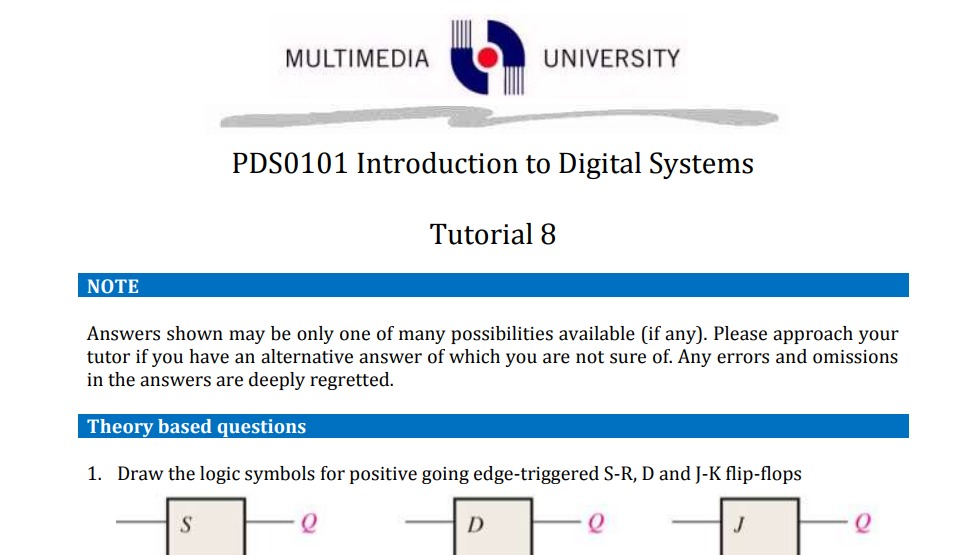 MULTIMEDIA UNIVERSITY
PDS0101 Introduction to Digital Systems
Tutorial 8
NOTE
Answers shown may be only one of many possibilities available (if any). Please approach your
tutor if you have an alternative answer of which you are not sure of. Any errors and omissions
in the answers are deeply regretted.
Theory based questions
1. Draw the logic symbols for positive going edge-triggered S-R, D and J-K flip-flops
S Q D Q J Q